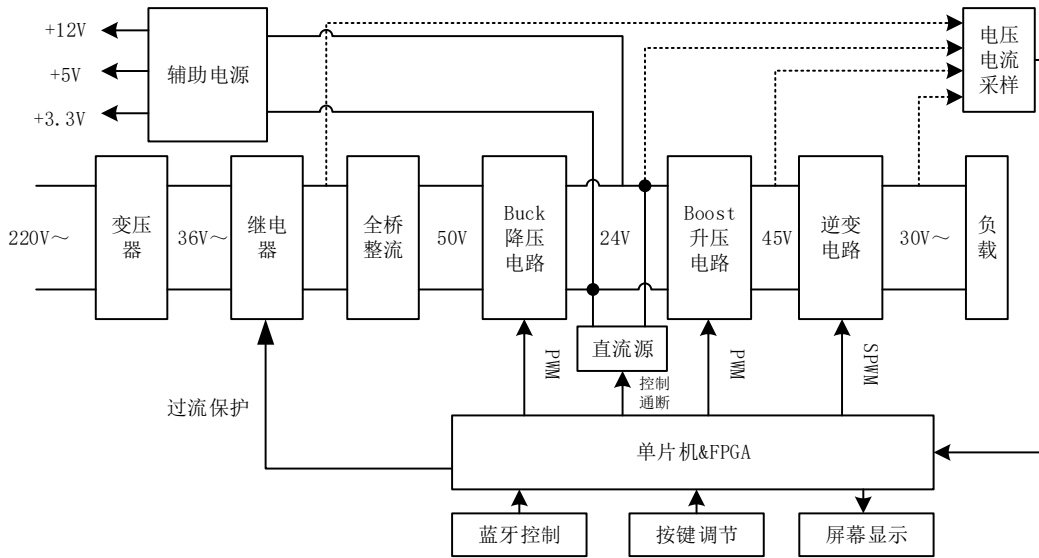 +12V
+5V
+3.3V
辅助电源
电压
电流
采样
220V～
变压
器
36V～
继电
器
全桥
整流
50V
Buck
降压
电路
24V
Boost
升压
电路
45V
逆变
电路
30V～
负
载
直流源
PWM
控制
通断
PWM
SPWM
过流保护
单片机&FPGA
蓝牙控制
按键调节
屏幕显示